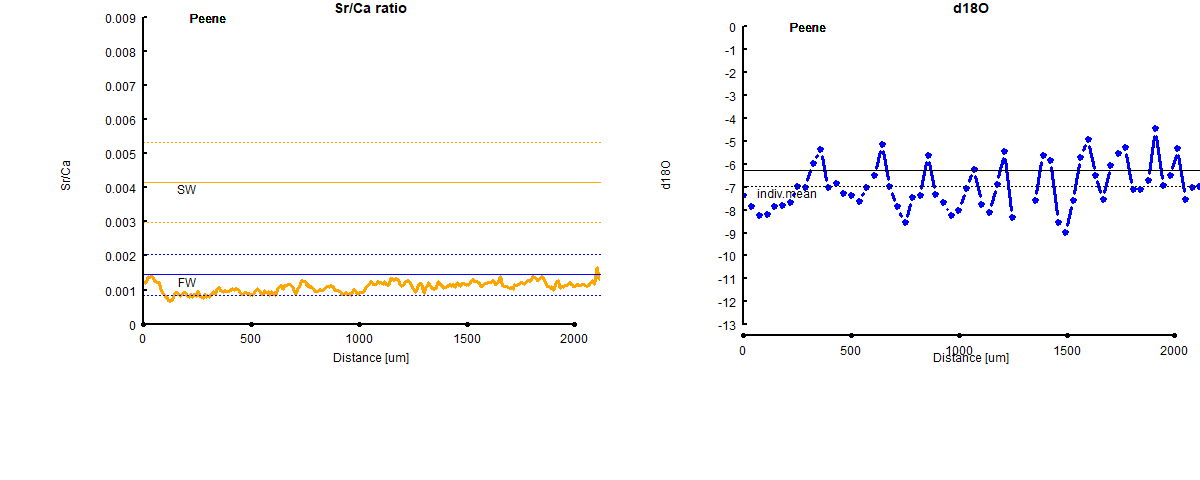 Sr/Ca ratio
Peene
0.009
0.008
0.007
0.006
0.005
0.004
0.003
0.002
0.001
0
Sr/Ca
SW
FW
0 500 1000 1500 2000
Distance [um]
d18O
Peene
0
-1
-2
-3
-4
-5
-6
-7
-8
-9
-10
-11
-12
-13
d18O
indiv.mean
0 500 1000 1500 2000
Distance [um]